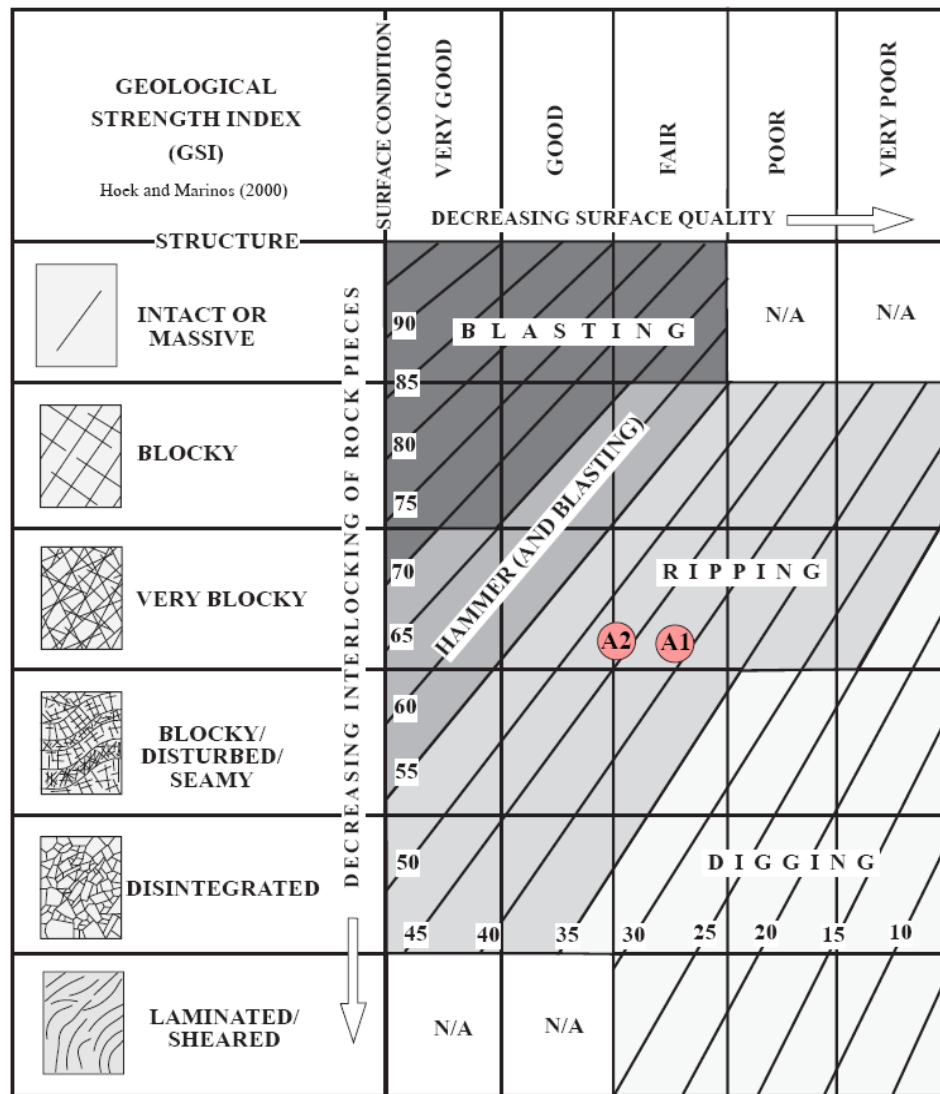 GEOLOGICAL
STRENGTH INDEX
(GSI)
Hoek and Marinos (2000)
STRUCTURE
SURFACE CONDITION
VERY GOOD
GOOD
FAIR
POOR
VERY POOR
DECREASING SURFACE QUALITY
DECREASING INTERLOCKING OF ROCK PIECES
INTACT OR
MASSIVE
90
B L A S T I N G
N/A
N/A
85
BLOCKY
80
75
HAMMER (AND BLASTING)
VERY BLOCKY
70
R I P P I N G
65
A2
A1
BLOCKY/
DISTURBED/
SEAMY
60
55
DISINTEGRATED
50
D I G G I N G
45
40
35
30
25
20
15
10
LAMINATED/
SHEARED
N/A
N/A